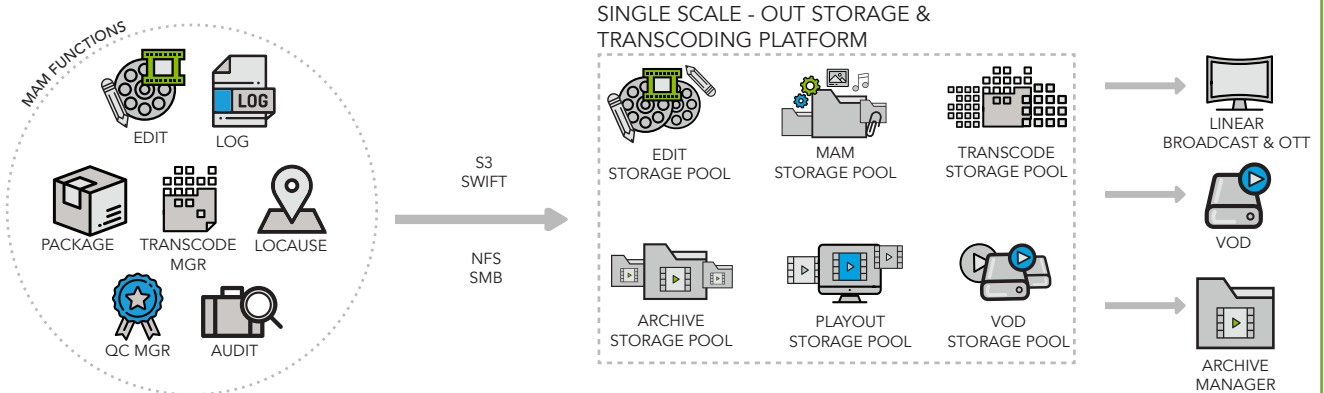 MAM FUNCTIONS
EDIT
LOG
LOG
PACKAGE
TRANSCODE
MGR
LOCAUSE
QC MGR
AUDIT
S3
SWIFT
NFS
SMB
SINGLE SCALE - OUT STORAGE &
TRANSCODING PLATFORM
EDIT
STORAGE POOL
MAM
STORAGE POOL
TRANSCODE
STORAGE POOL
ARCHIVE
STORAGE POOL
PLAYOUT
STORAGE POOL
VOD
STORAGE POOL
LINEAR
BROADCAST & OTT
VOD
ARCHIVE
MANAGER